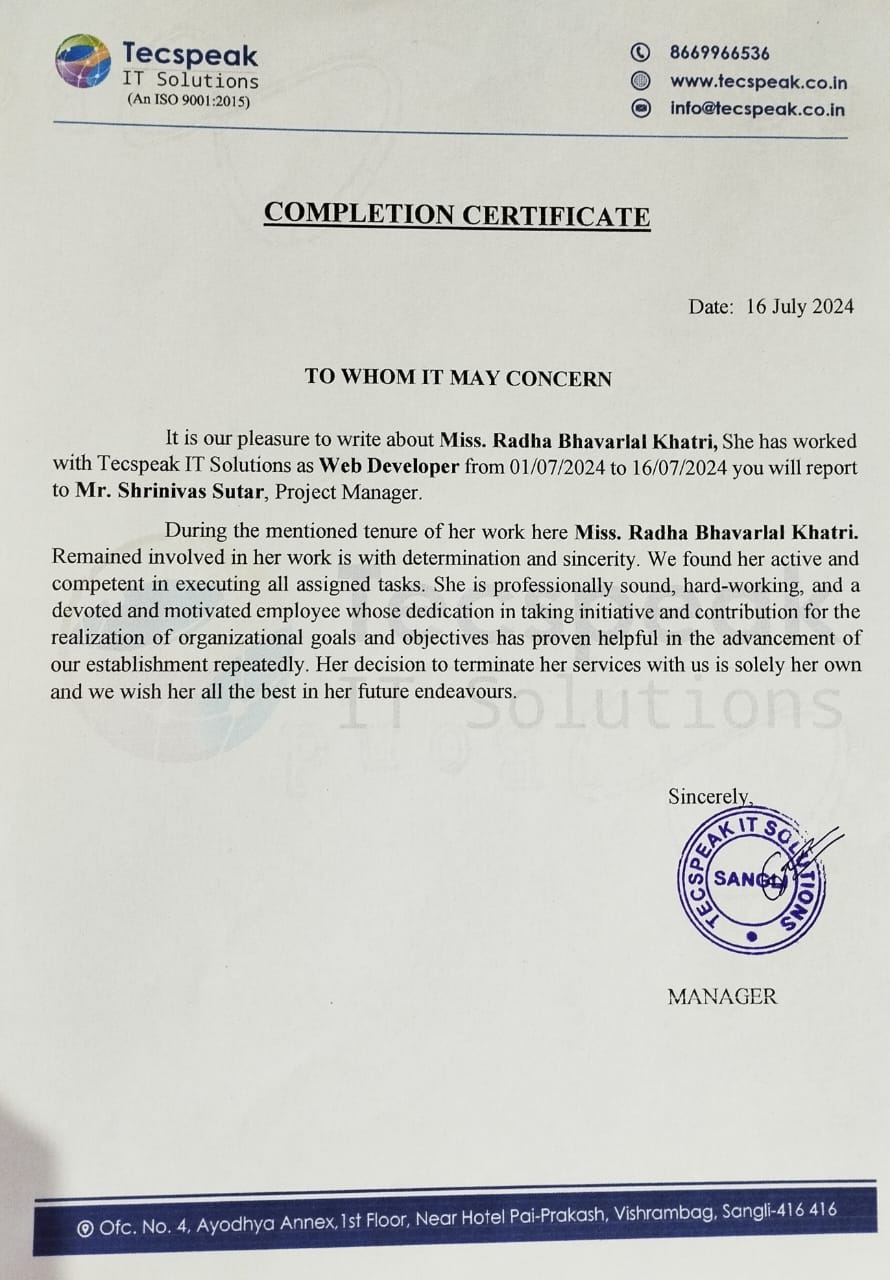 Tecspeak
IT Solutions
(An ISO 9001:2015)
8669966536
www.tecspeak.co.in
info@tecspeak.co.in
COMPLETION CERTIFICATE
Date: 16 July 2024
TO WHOM IT MAY CONCERN
It is our pleasure to write about Miss. Radha Bhavarlal Khatri, She has worked
with Tecspeak IT Solutions as Web Developer from 01/07/2024 to 16/07/2024 you will report
to Mr. Shrinivas Sutar, Project Manager.
During the mentioned tenure of her work here Miss. Radha Bhavarlal Khatri.
Remained involved in her work is with determination and sincerity. We found her active and
competent in executing all assigned tasks. She is professionally sound, hard-working, and a
devoted and motivated employee whose dedication in taking initiative and contribution for the
realization of organizational goals and objectives has proven helpful in the advancement of
our establishment repeatedly. Her decision to terminate her services with us is solely her own
and we wish her all the best in her future endeavours.
Tecspeak
IT Solutions
Sincerely,
TECSPEAK IT SOLUTIONS
SANGLI
MANAGER
Ofc. No. 4, Ayodhya Annex,1st Floor, Near Hotel Pai-Prakash, Vishrambag, Sangli-416 416